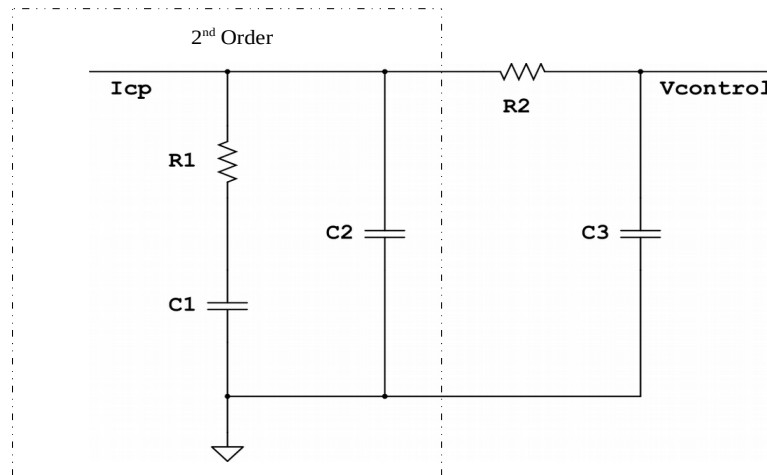 2nd Order
Icp
Vcontrol
R2
R1
C2
C3
C1